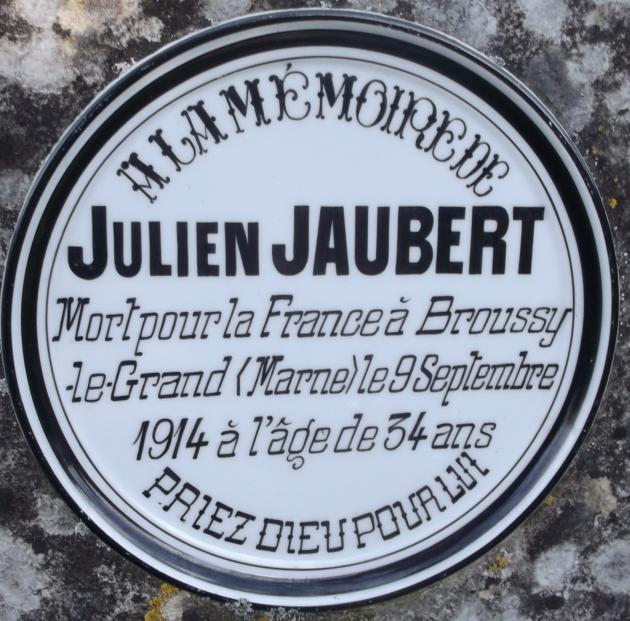 A LA MÉMOIRE DE
JULIEN JAUBERT
Mort pour la France à Broussy
-le-Grand (Marne) le 9 Septembre
1914 à l'âge de 34 ans
PRIEZ DIEU POUR LUI